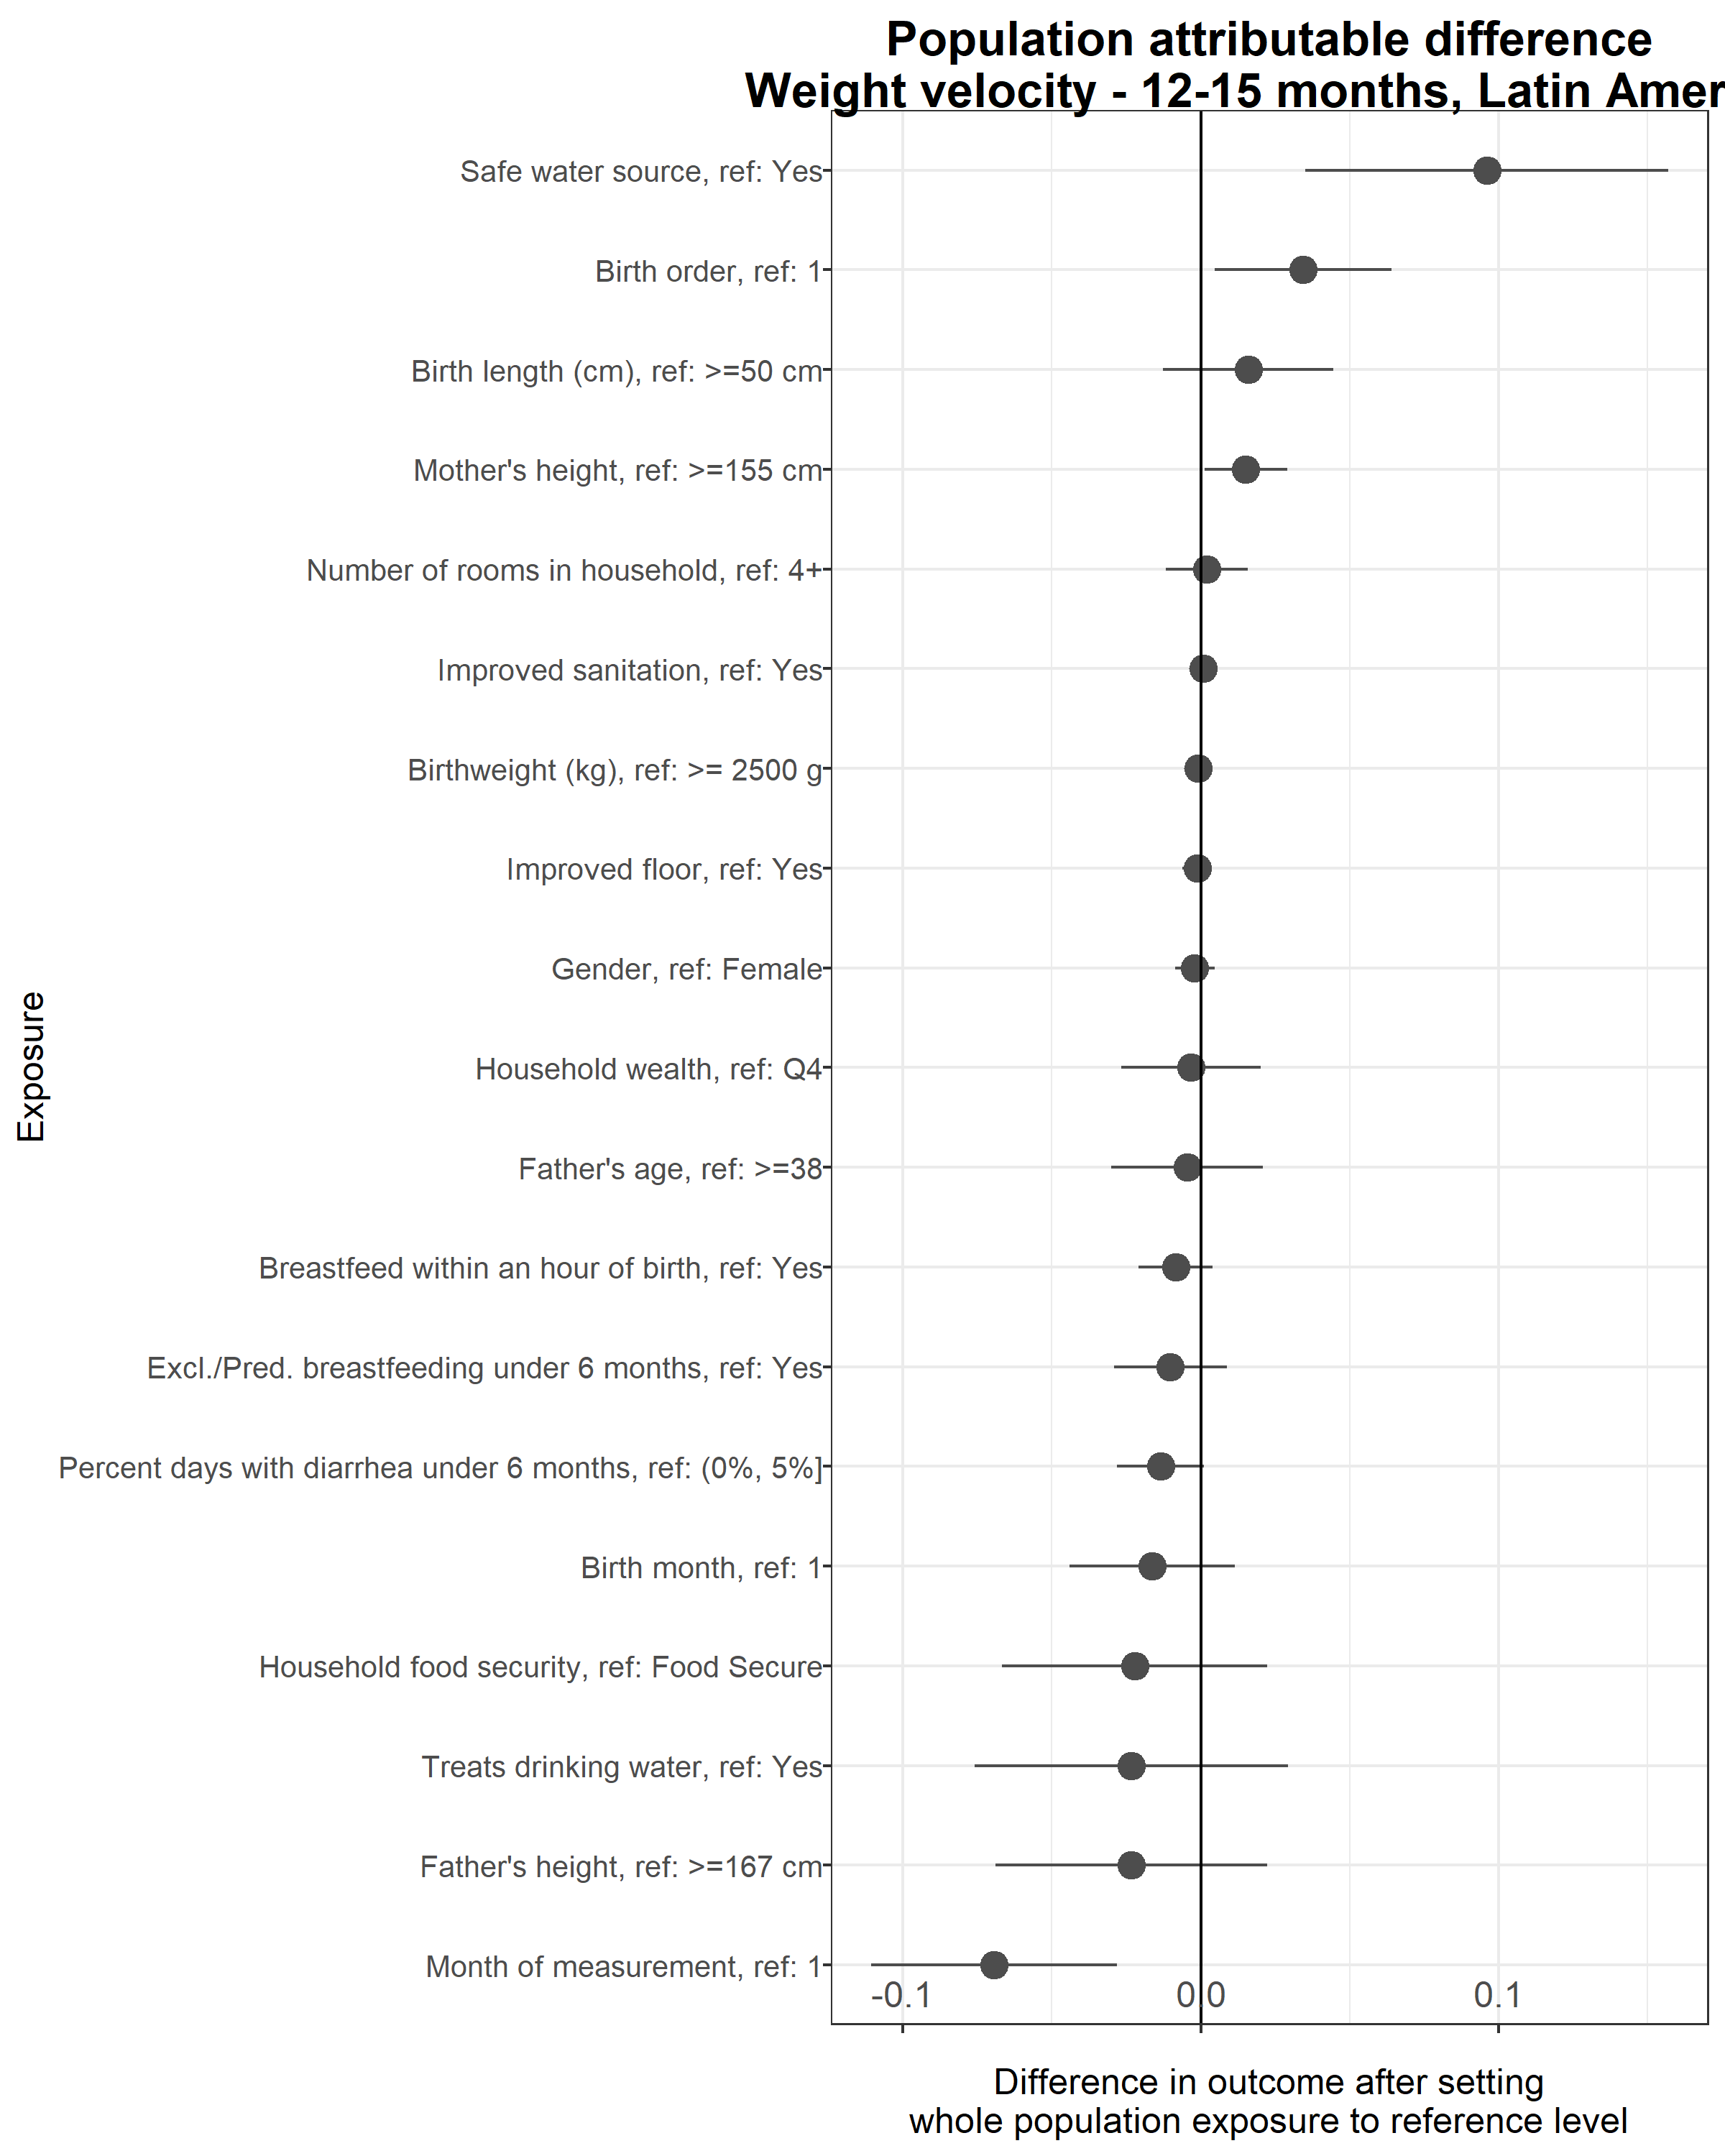 Population attributable difference
Weight velocity - 12-15 months, Latin Amer
Safe water source, ref: Yes
Birth order, ref: 1
Birth length (cm), ref: >=50 cm
Mother's height, ref: >=155 cm
Number of rooms in household, ref: 4+
Improved sanitation, ref: Yes
Birthweight (kg), ref: >= 2500 g
Improved floor, ref: Yes
Gender, ref: Female
Household wealth, ref: Q4
Father's age, ref: >=38
Breastfeed within an hour of birth, ref: Yes
Excl./Pred. breastfeeding under 6 months, ref: Yes
Percent days with diarrhea under 6 months, ref: (0%, 5%]
Birth month, ref: 1
Household food security, ref: Food Secure
Treats drinking water, ref: Yes
Father's height, ref: >=167 cm
Month of measurement, ref: 1
Exposure
-0.1 0.0 0.1
Difference in outcome after setting
whole population exposure to reference level